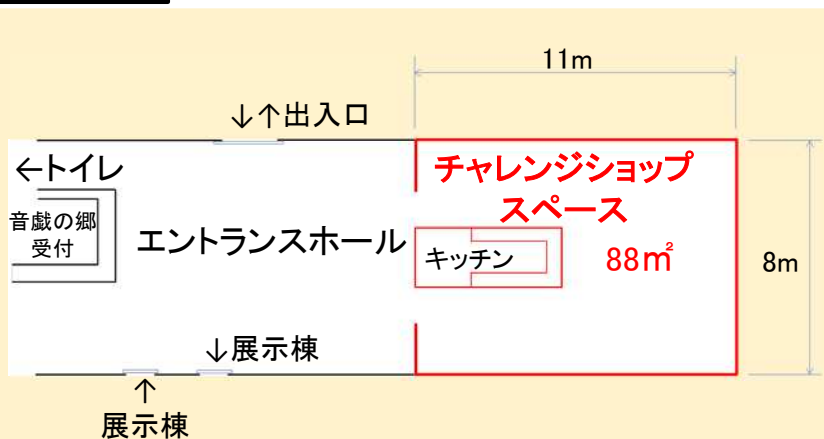 11m
↓↑出入口
←トイレ
チャレンジショップ
スペース
音戯の郷
受付
エントランスホール
キッチン
88㎡
8m
↓展示棟
↑
展示棟